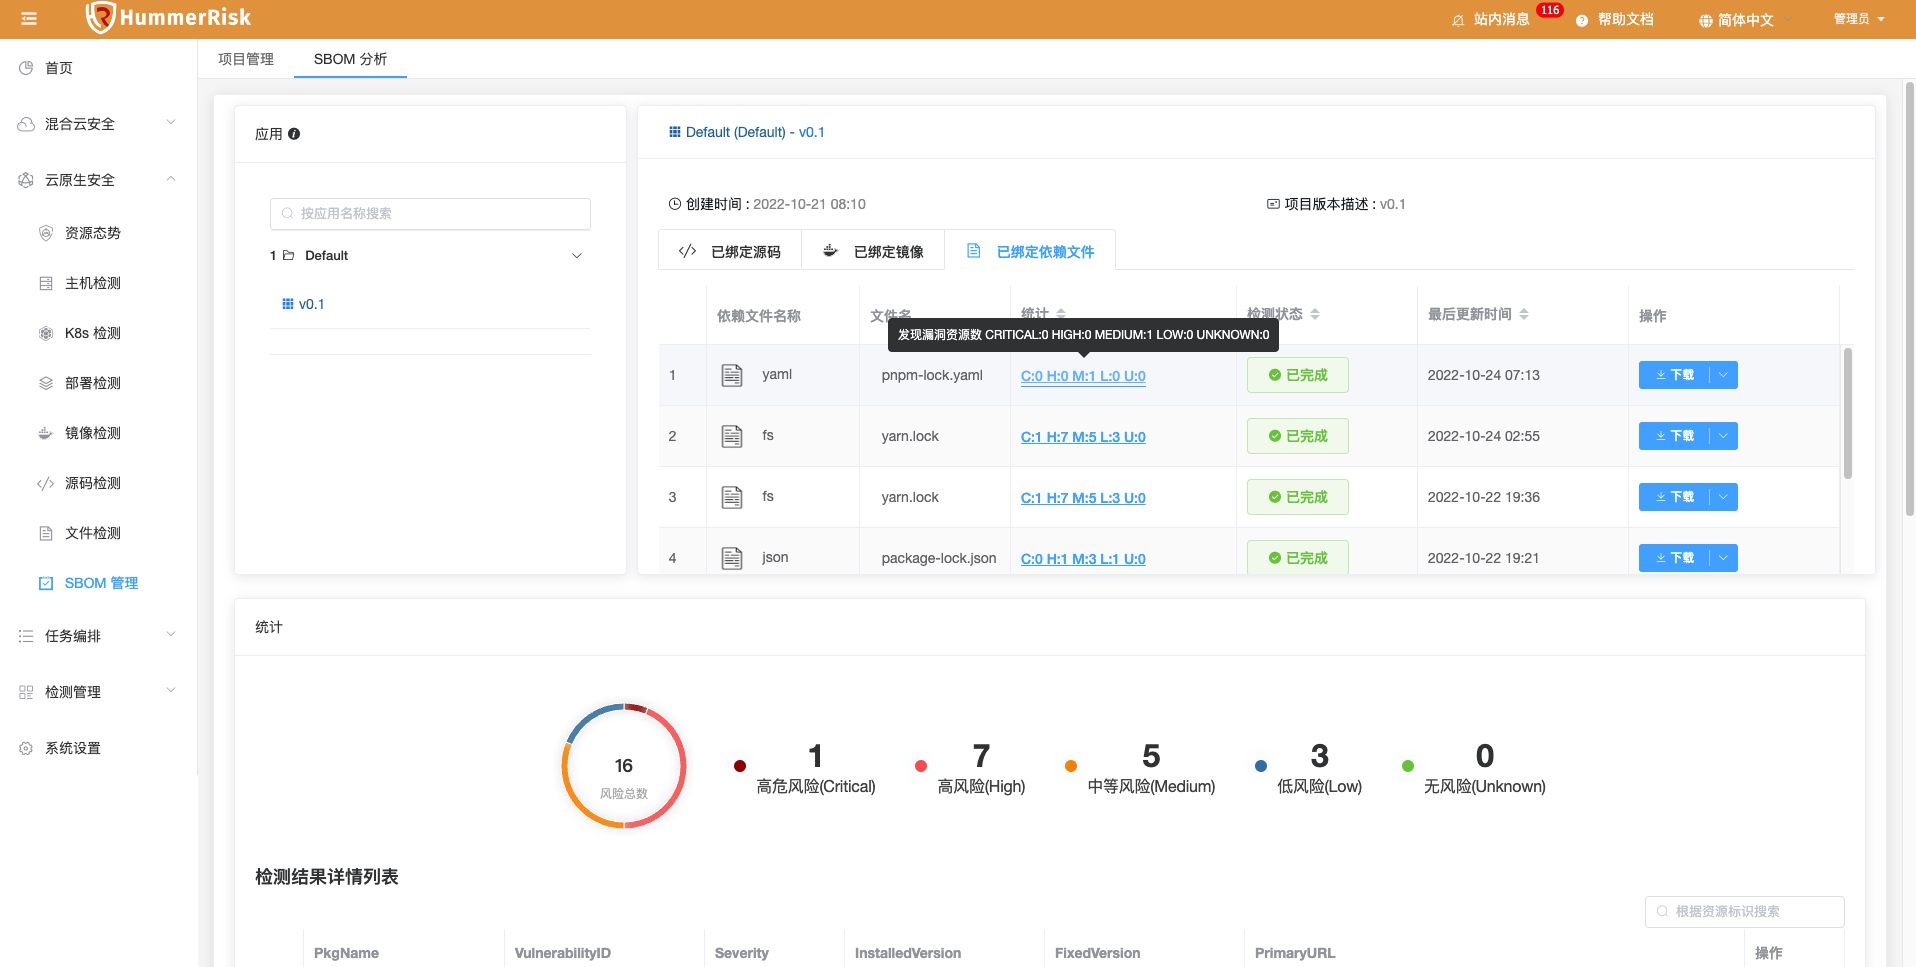 HummerRisk
站内消息 116 帮助文档 简体中文 管理员
首页
混合云安全
云原生安全
资源态势
主机检测
K8s 检测
部署检测
镜像检测
源码检测
文件检测
SBOM 管理
任务编排
检测管理
系统设置
项目管理 SBOM 分析
应用
按应用名称搜索
1 Default
v0.1
Default (Default) - v0.1
创建时间 : 2022-10-21 08:10 项目版本描述 : v0.1
已绑定源码 已绑定镜像 已绑定依赖文件
依赖文件名称 文件名 统计 检测状态 最后更新时间 操作
发现漏洞资源数 CRITICAL:0 HIGH:0 MEDIUM:1 LOW:0 UNKNOWN:0
1 yaml pnpm-lock.yaml C:0 H:0 M:1 L:0 U:0 已完成 2022-10-24 07:13 下载
2 fs yarn.lock C:1 H:7 M:5 L:3 U:0 已完成 2022-10-24 02:55 下载
3 fs yarn.lock C:1 H:7 M:5 L:3 U:0 已完成 2022-10-22 19:36 下载
4 json package-lock.json C:0 H:1 M:3 L:1 U:0 已完成 2022-10-22 19:21 下载
统计
16
风险总数
1 7 5 3 0
高危风险(Critical) 高风险(High) 中等风险(Medium) 低风险(Low) 无风险(Unknown)
检测结果详情列表
根据资源标识搜索
PkgName VulnerabilityID Severity InstalledVersion FixedVersion PrimaryURL 操作